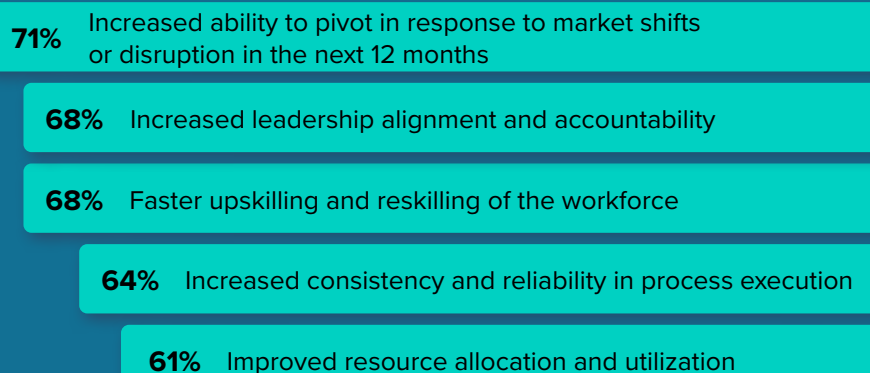 71% Increased ability to pivot in response to market shifts
or disruption in the next 12 months
68% Increased leadership alignment and accountability
68% Faster upskilling and reskilling of the workforce
64% Increased consistency and reliability in process execution
61% Improved resource allocation and utilization